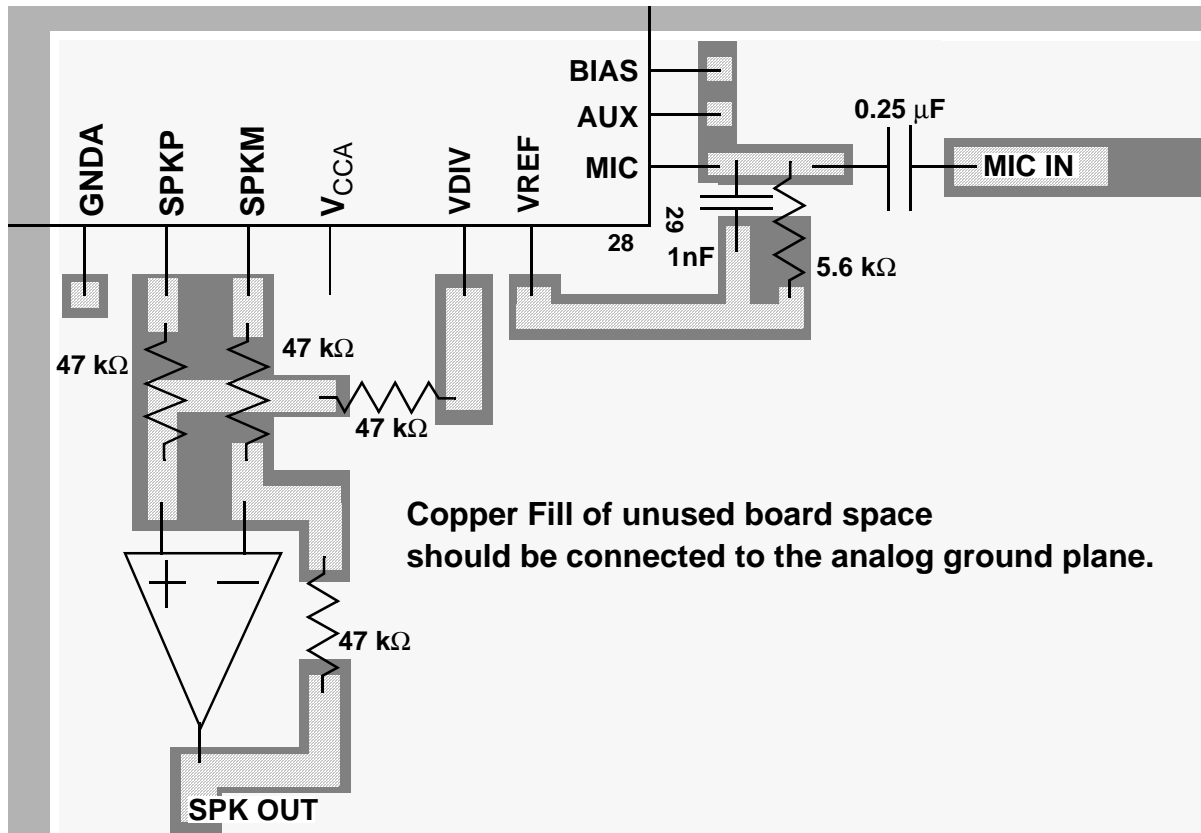 BIAS
AUX
MIC
0.25 μF
MIC IN
GNDA
SPKP
SPKM
VCCA
VDIV
VREF
28
29
1nF
5.6 kΩ
47 kΩ
47 kΩ
47 kΩ
Copper Fill of unused board space
should be connected to the analog ground plane.
+
−
47 kΩ
SPK OUT